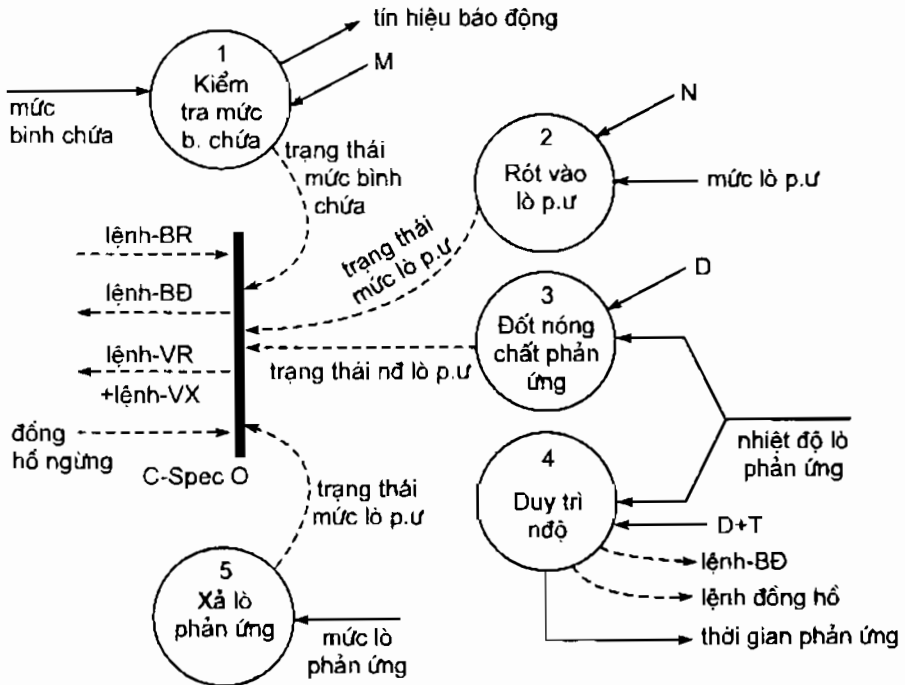 tín hiệu báo động
1
Kiểm
tra mức
b. chứa
M
mức
bình chứa
trạng thái
mức bình
chứa
N
2
Rót vào
lò p.ư
mức lò p.ư
lệnh-BR
lệnh-BĐ
lệnh-VR
+lệnh-VX
đồng
hồ ngừng
C-Spec O
trạng thái
mức lò p.ư
D
3
Đốt nóng
chất phản
ứng
trạng thái nđ lò p.ư
nhiệt độ lò
phản ứng
4
Duy trì
nđộ
D+T
lệnh-BĐ
lệnh đồng hồ
thời gian phản ứng
trạng thái
mức lò p.ư
5
Xả lò
phản ứng
mức lò
phản ứng